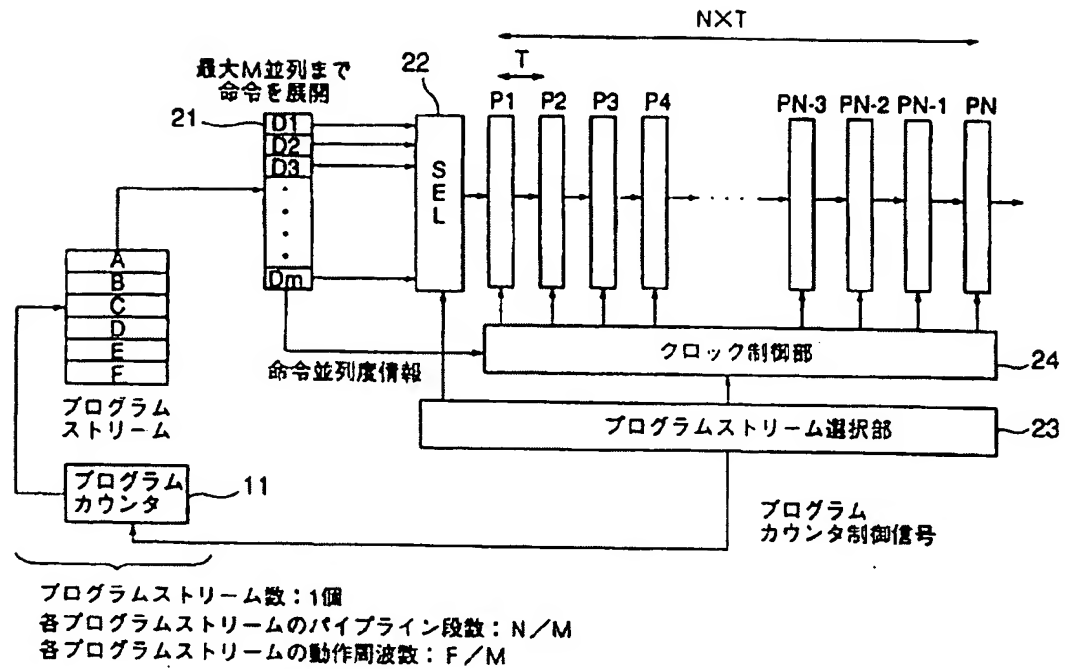 N×T
T
最大M並列まで
命令を展開
22
21
D1
D2
D3
Dm
SEL
P1
P2
P3
P4
PN-3
PN-2
PN-1
PN
A
B
C
D
E
F
プログラム
ストリーム
命令並列度情報
クロック制御部
24
プログラムストリーム選択部
23
プログラム
カウンタ
11
プログラム
カウンタ制御信号
プログラムストリーム数：1個
各プログラムストリームのパイプライン段数：N／M
各プログラムストリームの動作周波数：F／M